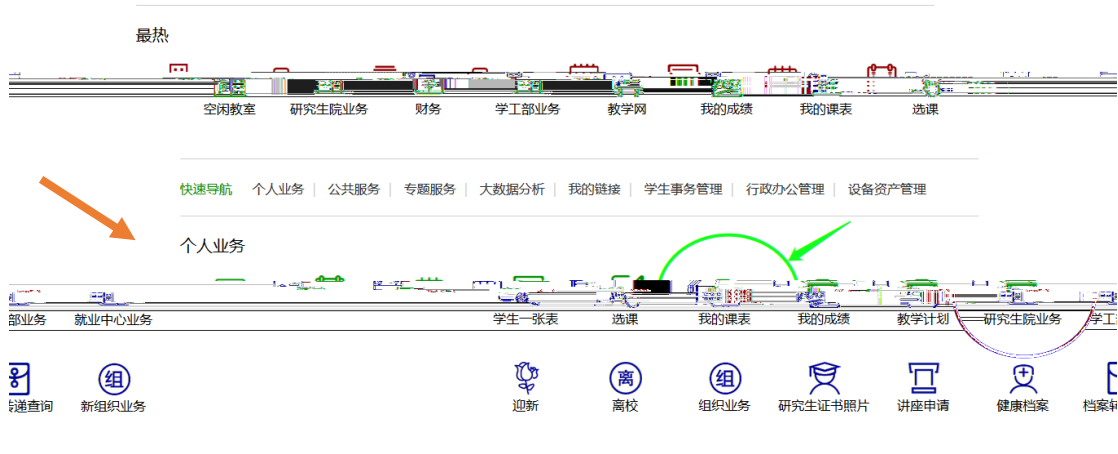 最热
空闲教室 研究生院业务 财务 学工部业务 教学网 我的成绩 我的课表 选课
快速导航 个人业务 | 公共服务 | 专题服务 | 大数据分析 | 我的链接 | 学生事务管理 | 行政办公管理 | 设备资产管理
个人业务
部业务 就业中心业务 学生一张表 选课 我的课表 我的成绩 教学计划 研究生院业务 学工
组 离 组
递查询 新组织业务 迎新 离校 组织业务 研究生证书照片 讲座申请 健康档案 档案转